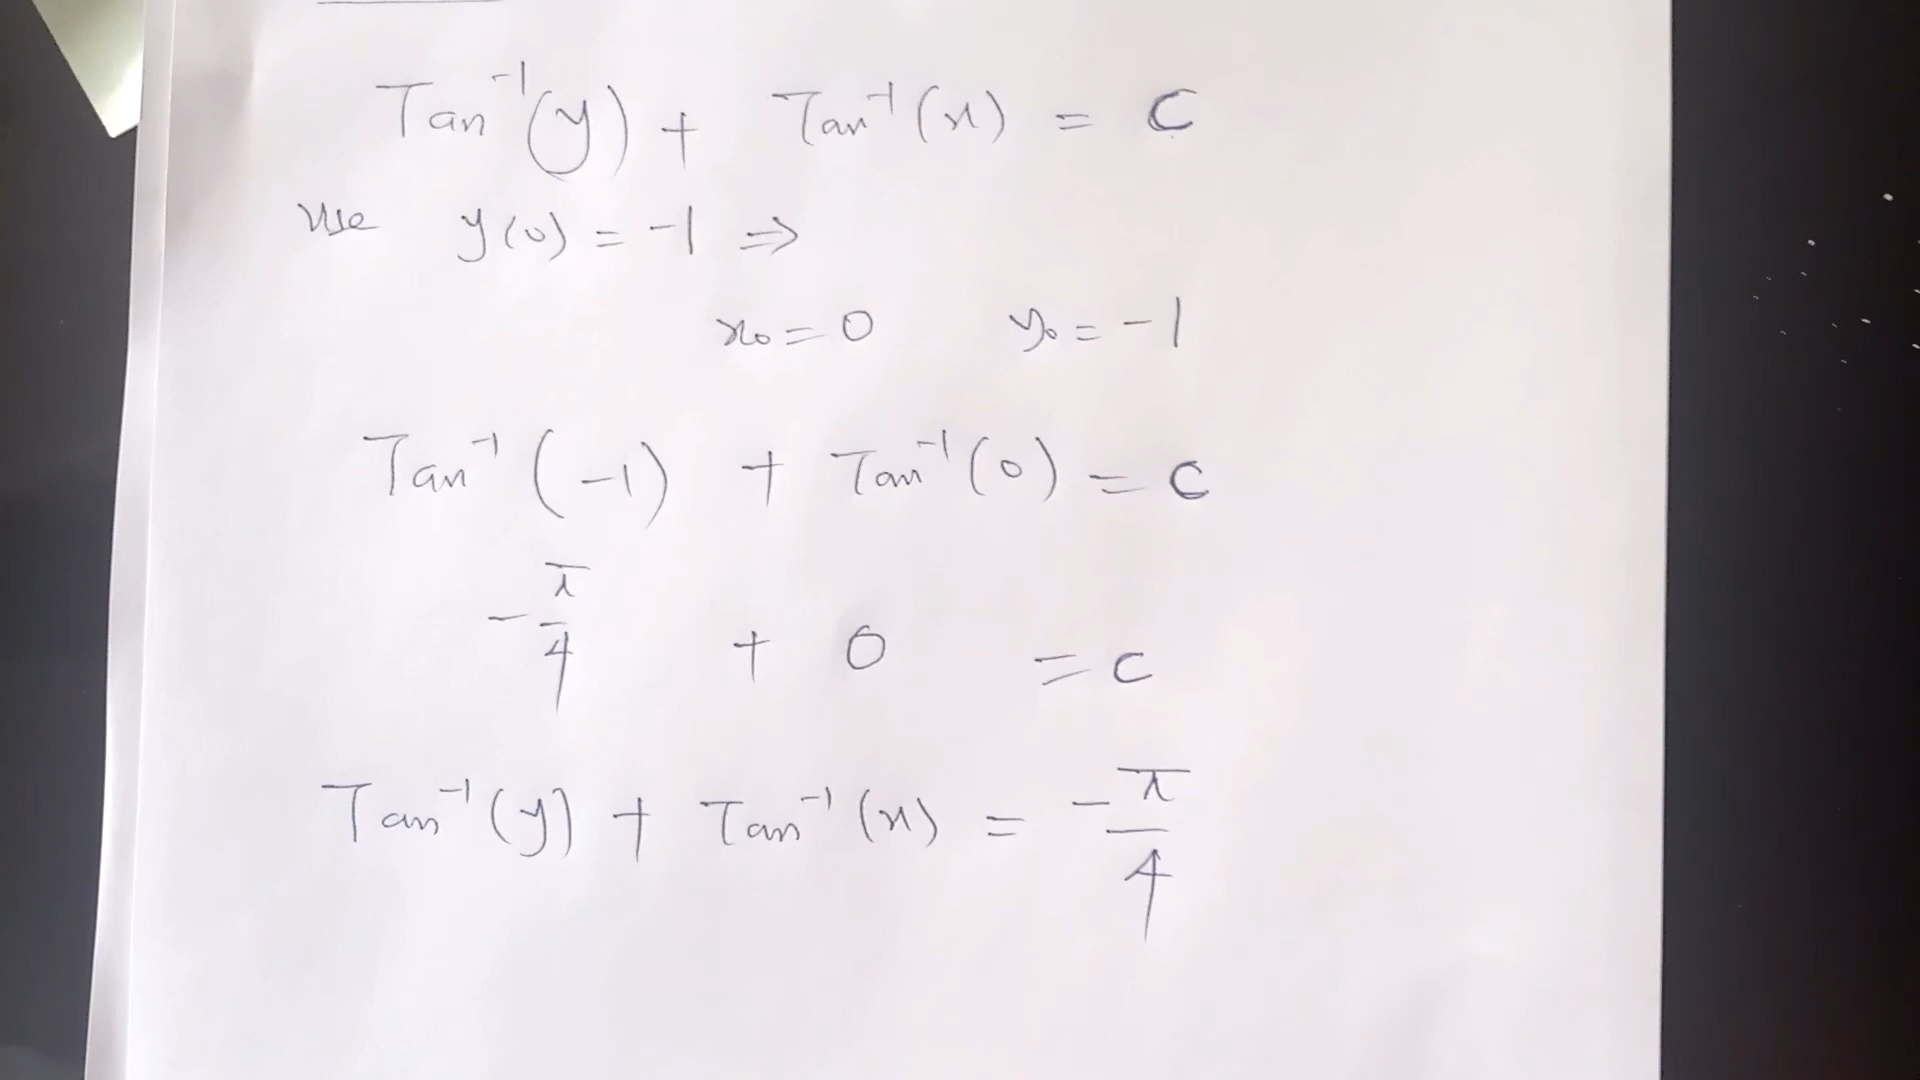 Tan⁻¹(y) + Tan⁻¹(x) = C
Use y(0) = -1 ⇒
x₀ = 0 y₀ = -1
Tan⁻¹(-1) + Tan⁻¹(0) = C
-π/4 + 0 = C
Tan⁻¹(y) + Tan⁻¹(x) = -π/4